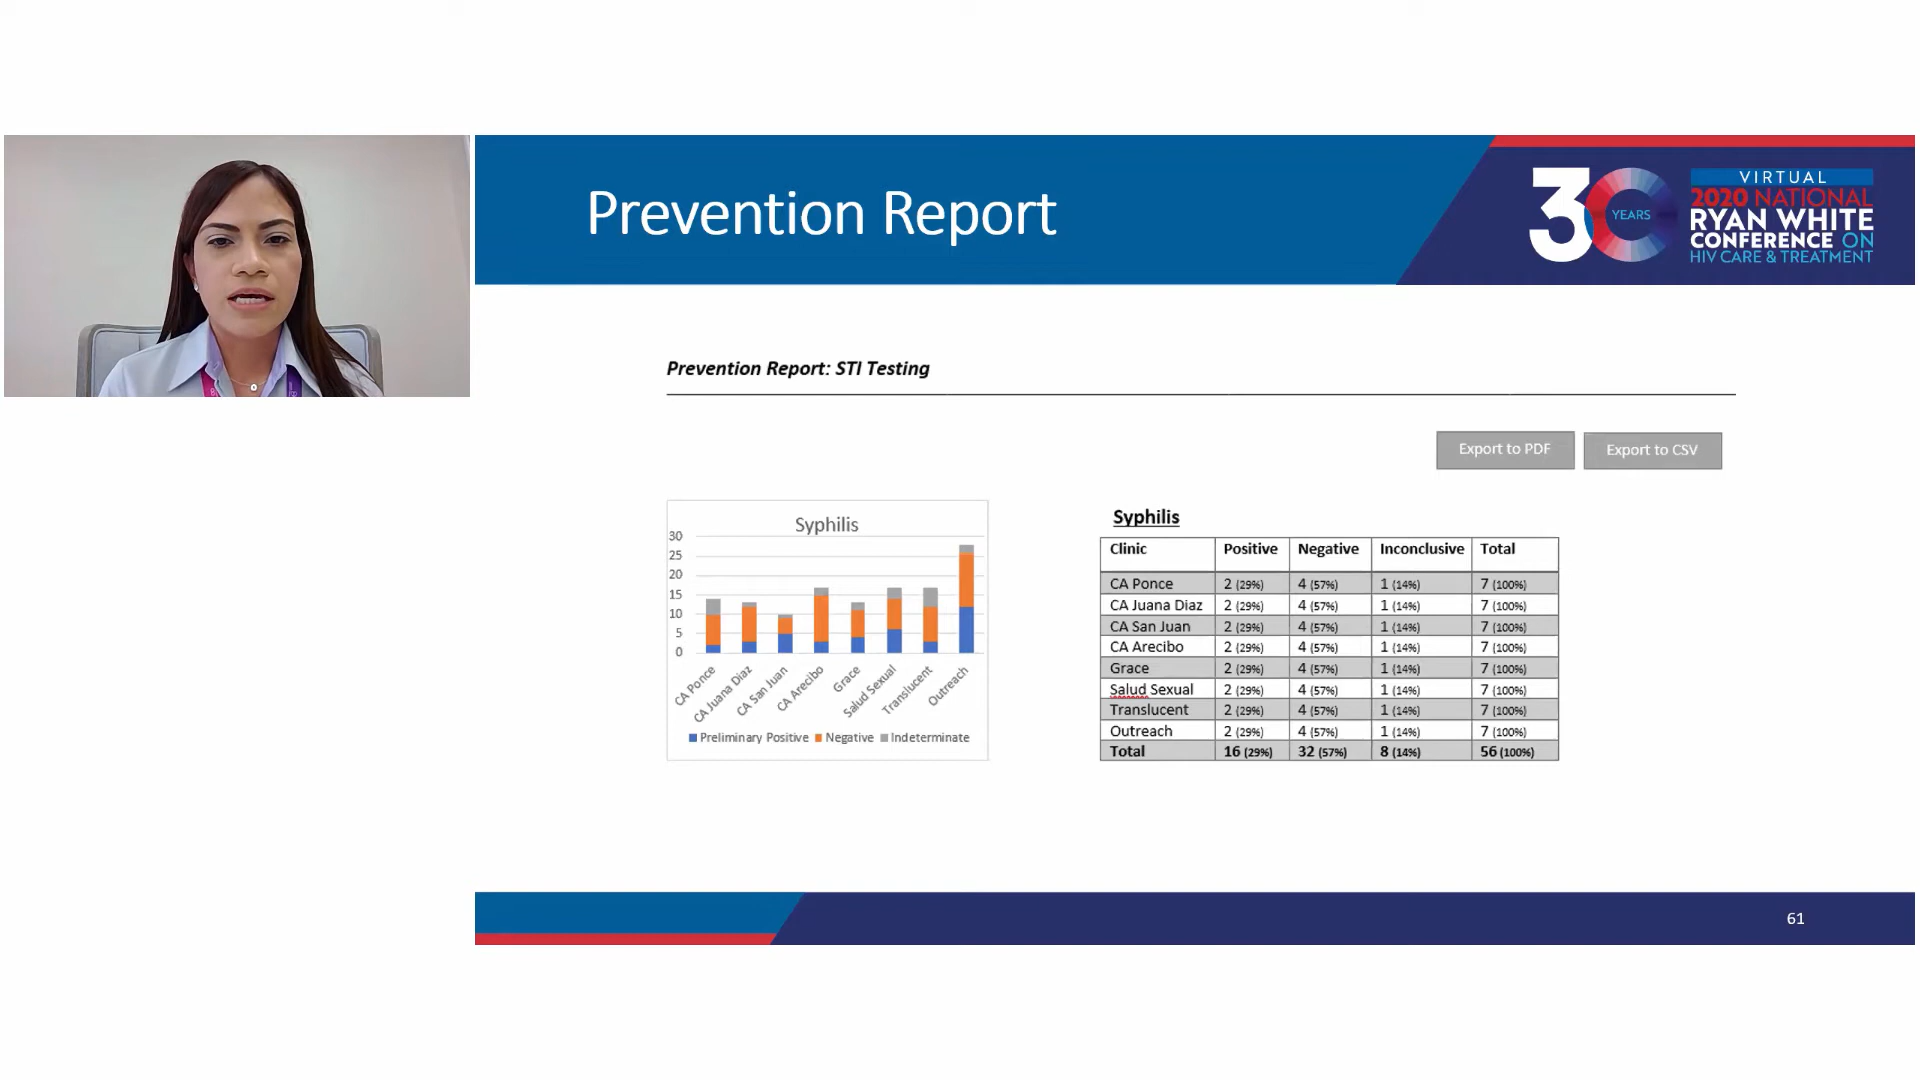 Prevention Report
30
YEARS
VIRTUAL
2020 NATIONAL
RYAN WHITE
CONFERENCE ON
HIV CARE & TREATMENT
Prevention Report: STI Testing
Export to PDF
Export to CSV
Syphilis
30
25
20
15
10
5
0
CA Ponce
CA Juana Diaz
CA San Juan
CA Arecibo
Grace
Salud Sexual
Translucent
Outreach
Preliminary Positive Negative Indeterminate
Syphilis
Clinic Positive Negative Inconclusive Total
CA Ponce 2 (29%) 4 (57%) 1 (14%) 7 (100%)
CA Juana Diaz 2 (29%) 4 (57%) 1 (14%) 7 (100%)
CA San Juan 2 (29%) 4 (57%) 1 (14%) 7 (100%)
CA Arecibo 2 (29%) 4 (57%) 1 (14%) 7 (100%)
Grace 2 (29%) 4 (57%) 1 (14%) 7 (100%)
Salud Sexual 2 (29%) 4 (57%) 1 (14%) 7 (100%)
Translucent 2 (29%) 4 (57%) 1 (14%) 7 (100%)
Outreach 2 (29%) 4 (57%) 1 (14%) 7 (100%)
Total 16 (29%) 32 (57%) 8 (14%) 56 (100%)
61